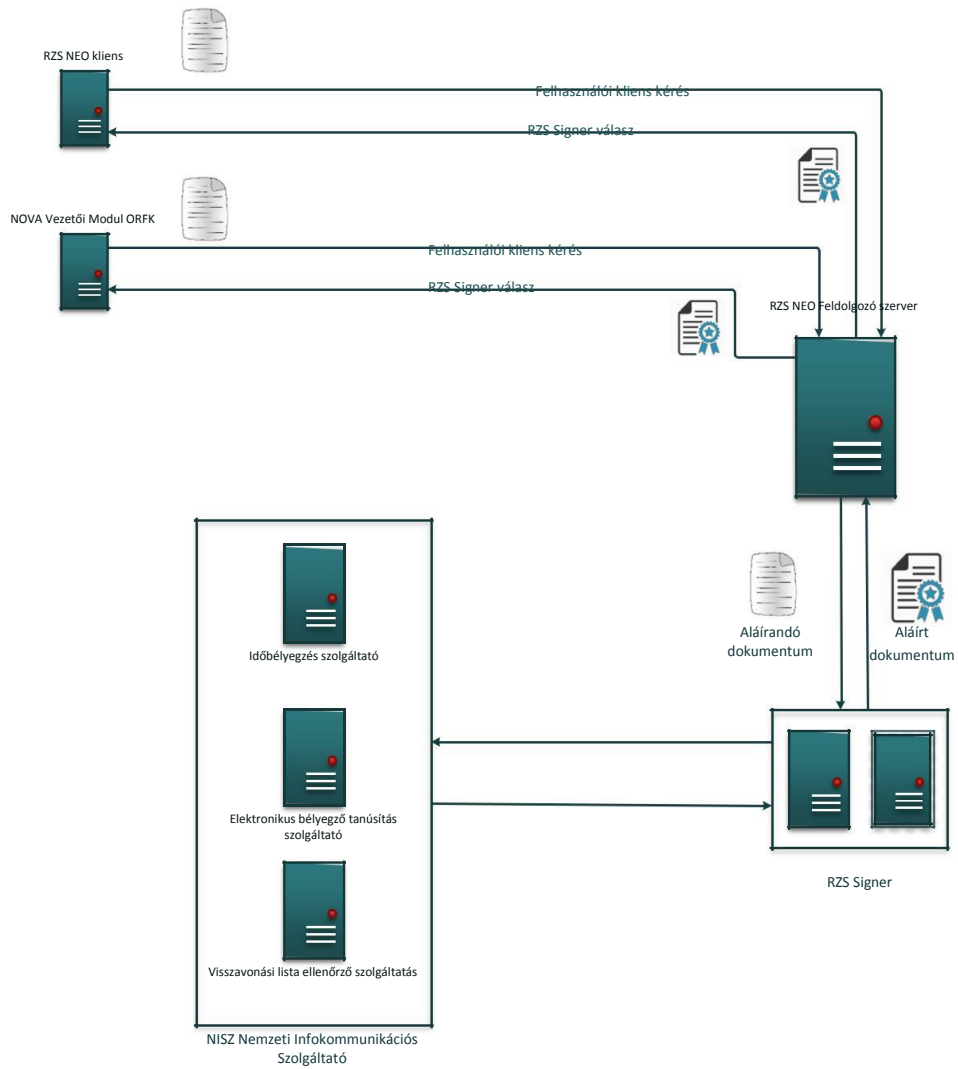 RZS NEO kliens
Felhasználói kliens kérés
RZS Signer válasz
NOVA Vezetői Modul ORFK
Felhasználói kliens kérés
RZS Signer válasz
RZS NEO Feldolgozó szerver
Időbélyegzés szolgáltató
Aláírandó
dokumentum
Aláírt
dokumentum
Elektronikus bélyegző tanúsítás
szolgáltató
RZS Signer
Visszavonási lista ellenőrző szolgáltatás
NISZ Nemzeti Infokommunikációs
Szolgáltató